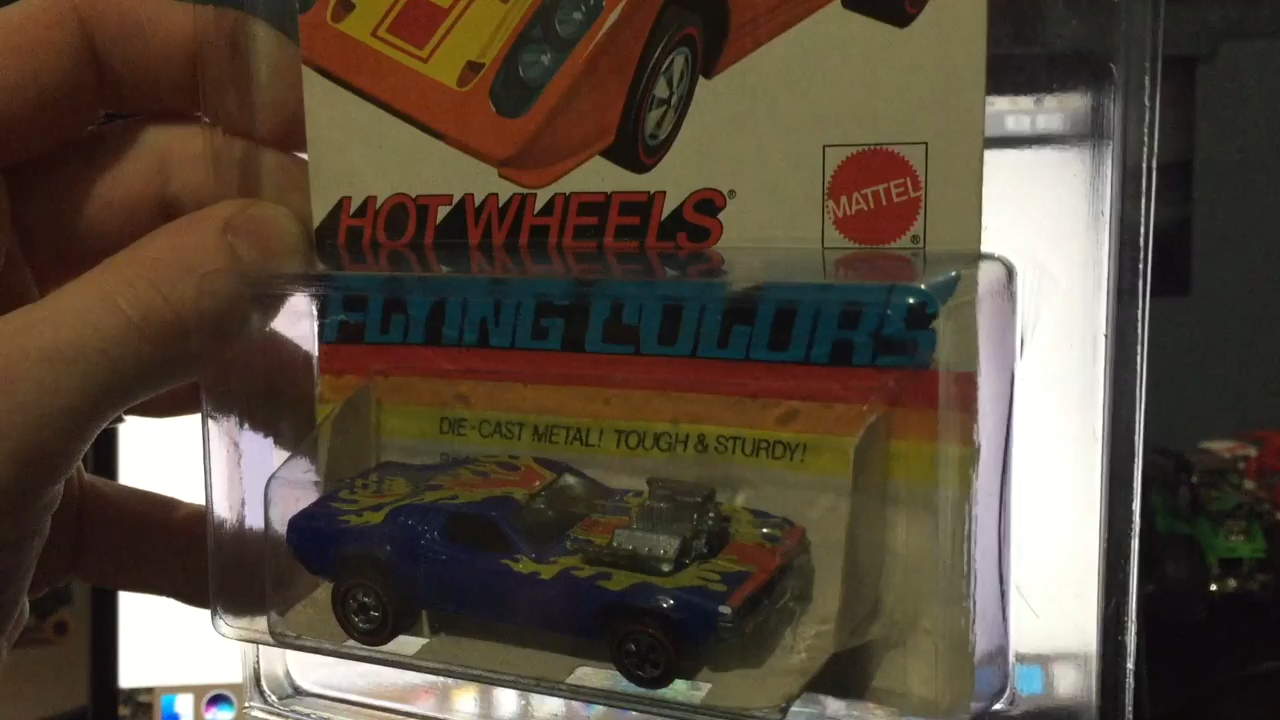 HOT WHEELS®
MATTEL®
FLYING COLORS
DIE-CAST METAL! TOUGH & STURDY!